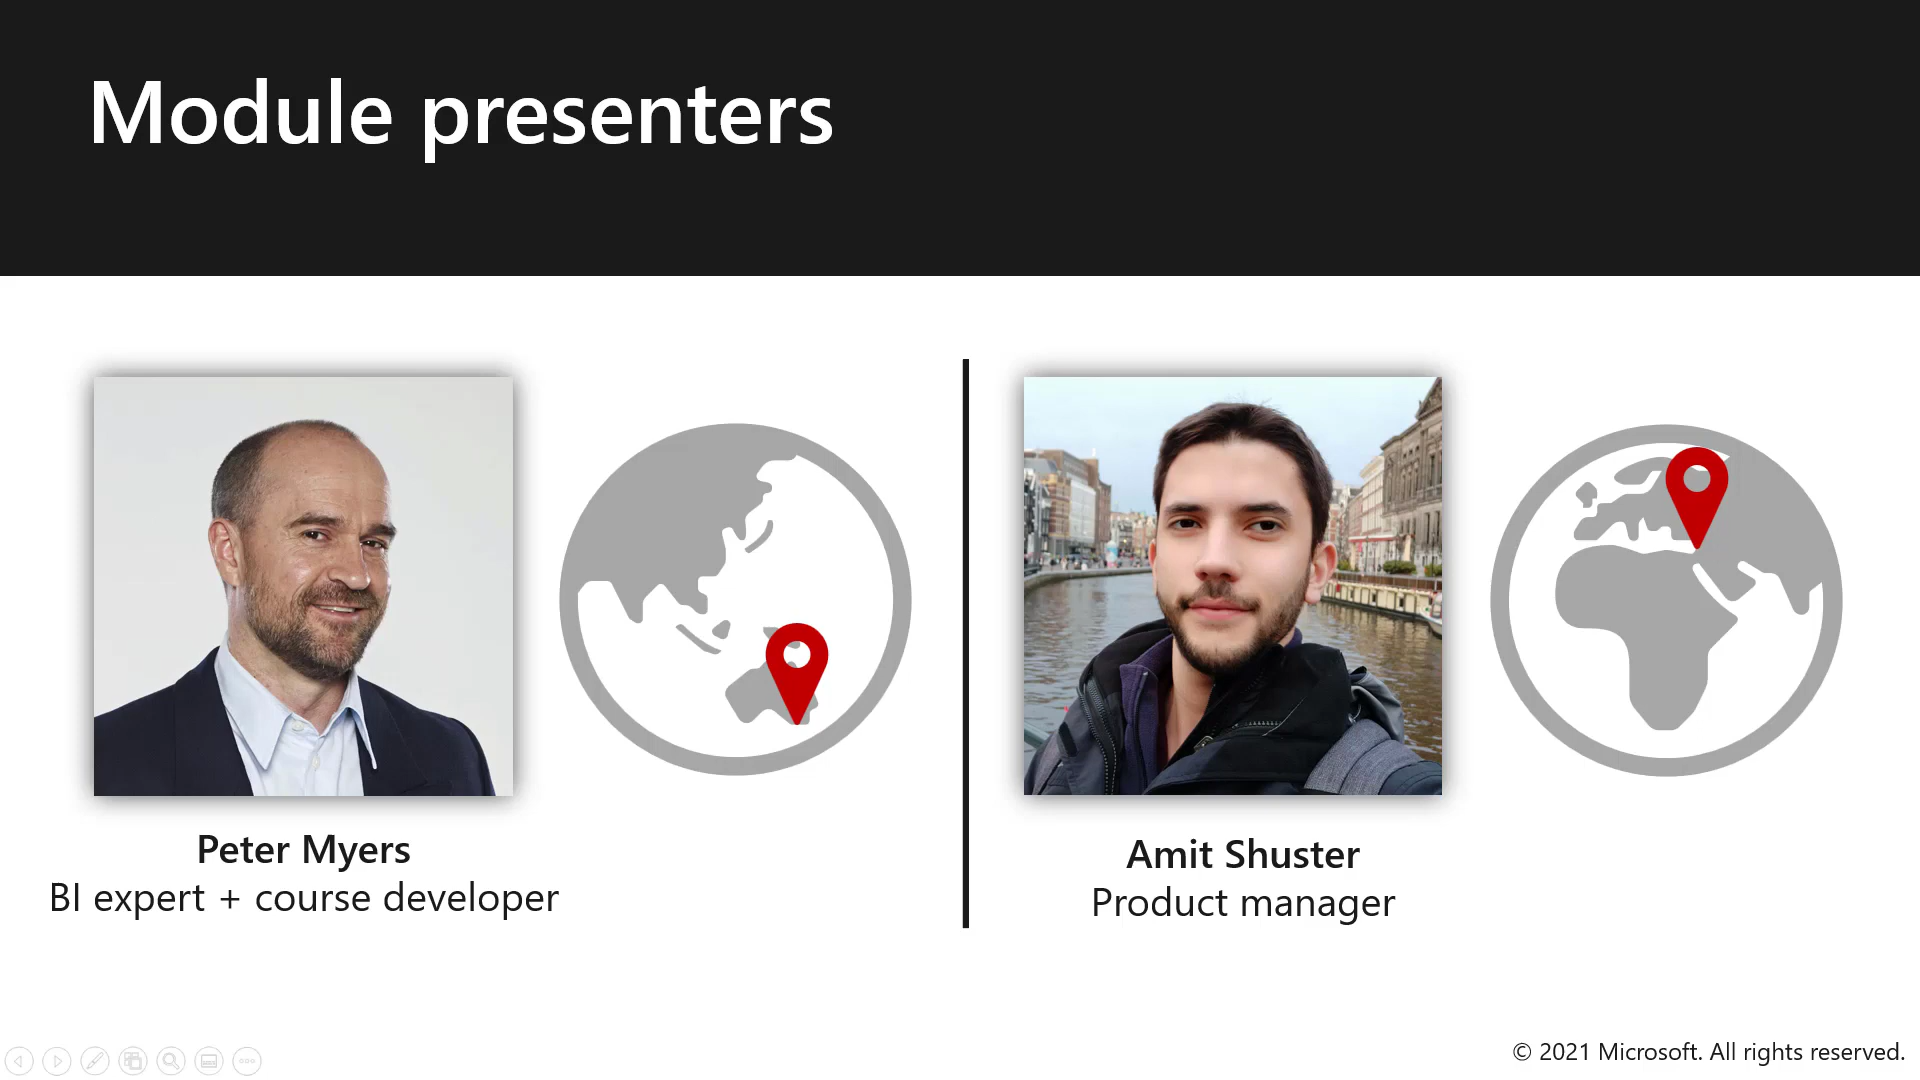 Module presenters
Peter Myers
BI expert + course developer
Amit Shuster
Product manager
© 2021 Microsoft. All rights reserved.